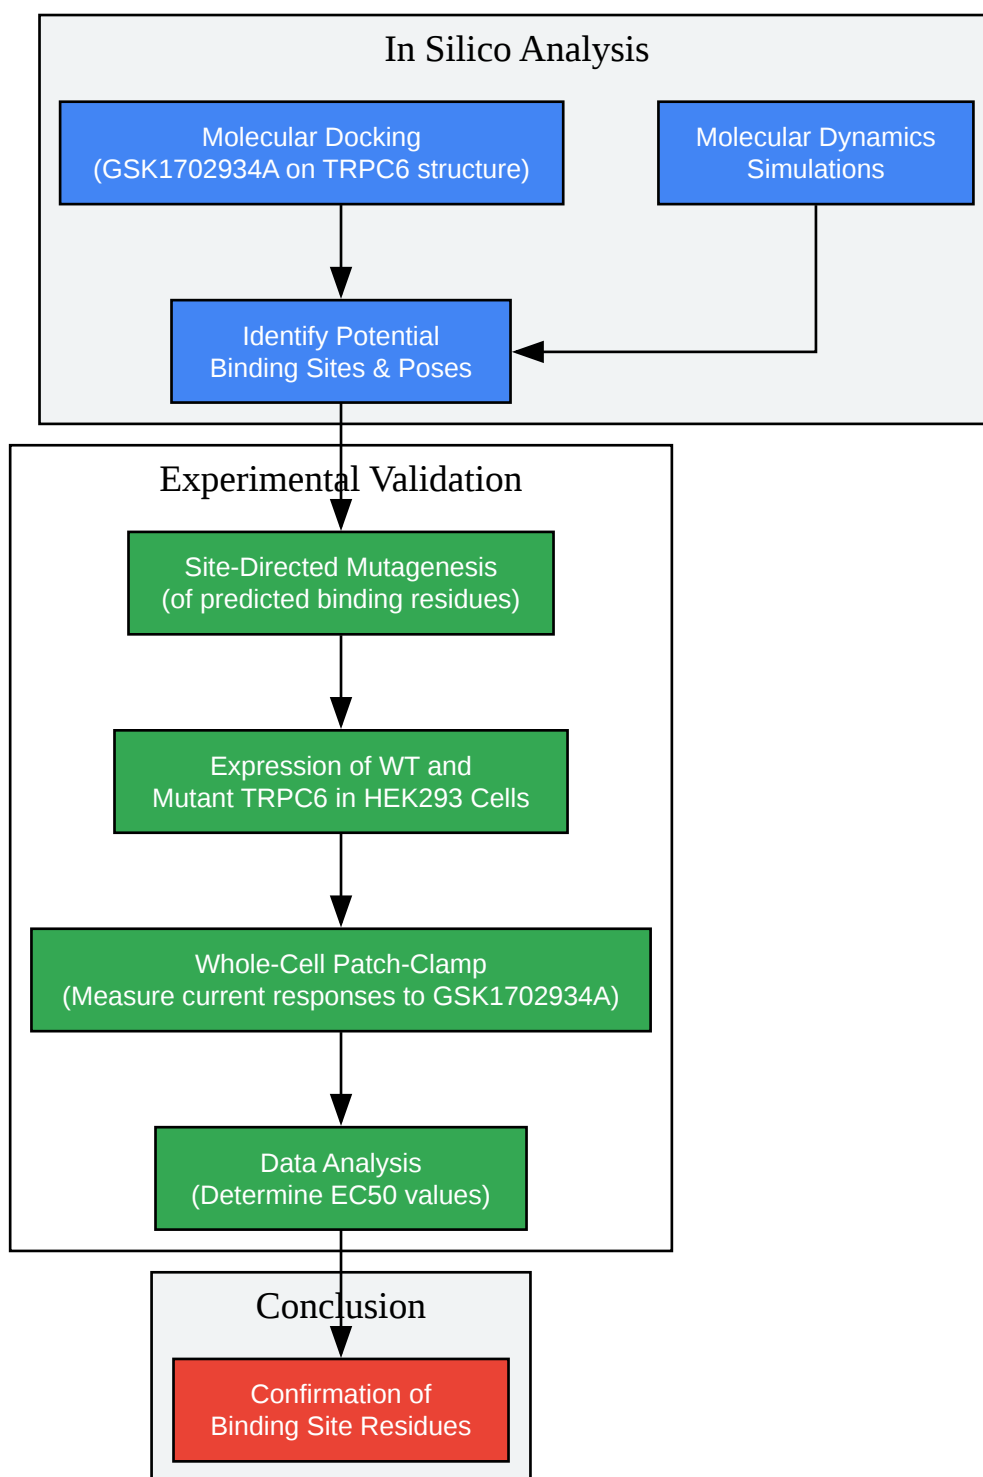 In Silico Analysis
Molecular Docking
(GSK1702934A on TRPC6 structure)
Molecular Dynamics
Simulations
Identify Potential
Binding Sites & Poses
Experimental Validation
Site-Directed Mutagenesis
(of predicted binding residues)
Expression of WT and
Mutant TRPC6 in HEK293 Cells
Whole-Cell Patch-Clamp
(Measure current responses to GSK1702934A)
Data Analysis
(Determine EC50 values)
Conclusion
Confirmation of
Binding Site Residues